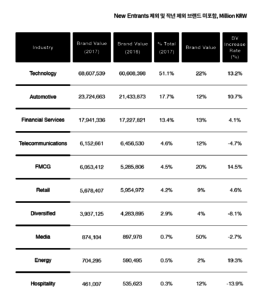 New Entrants 제외 및 작년 제외 브랜드 미포함, Million KRW
Industry Brand Value (2017) Brand Value (2016) % Total (2017) Brand Value BV Increase Rate (%)
Technology 68,607,539 60,608,398 51.1% 22% 13.2%
Automotive 23,724,663 21,433,873 17.7% 12% 10.7%
Financial Services 17,941,336 17,227,821 13.4% 13% 4.1%
Telecommunications 6,152,661 6,456,530 4.6% 12% -4.7%
FMCG 6,053,412 5,285,806 4.5% 20% 14.5%
Retail 5,678,407 5,954,972 4.2% 9% 4.6%
Diversified 3,937,125 4,283,895 2.9% 4% -8.1%
Media 874,104 897,978 0.7% 50% -2.7%
Energy 704,295 590,495 0.5% 2% 19.3%
Hospitality 461,007 535,623 0.3% 12% -13.9%